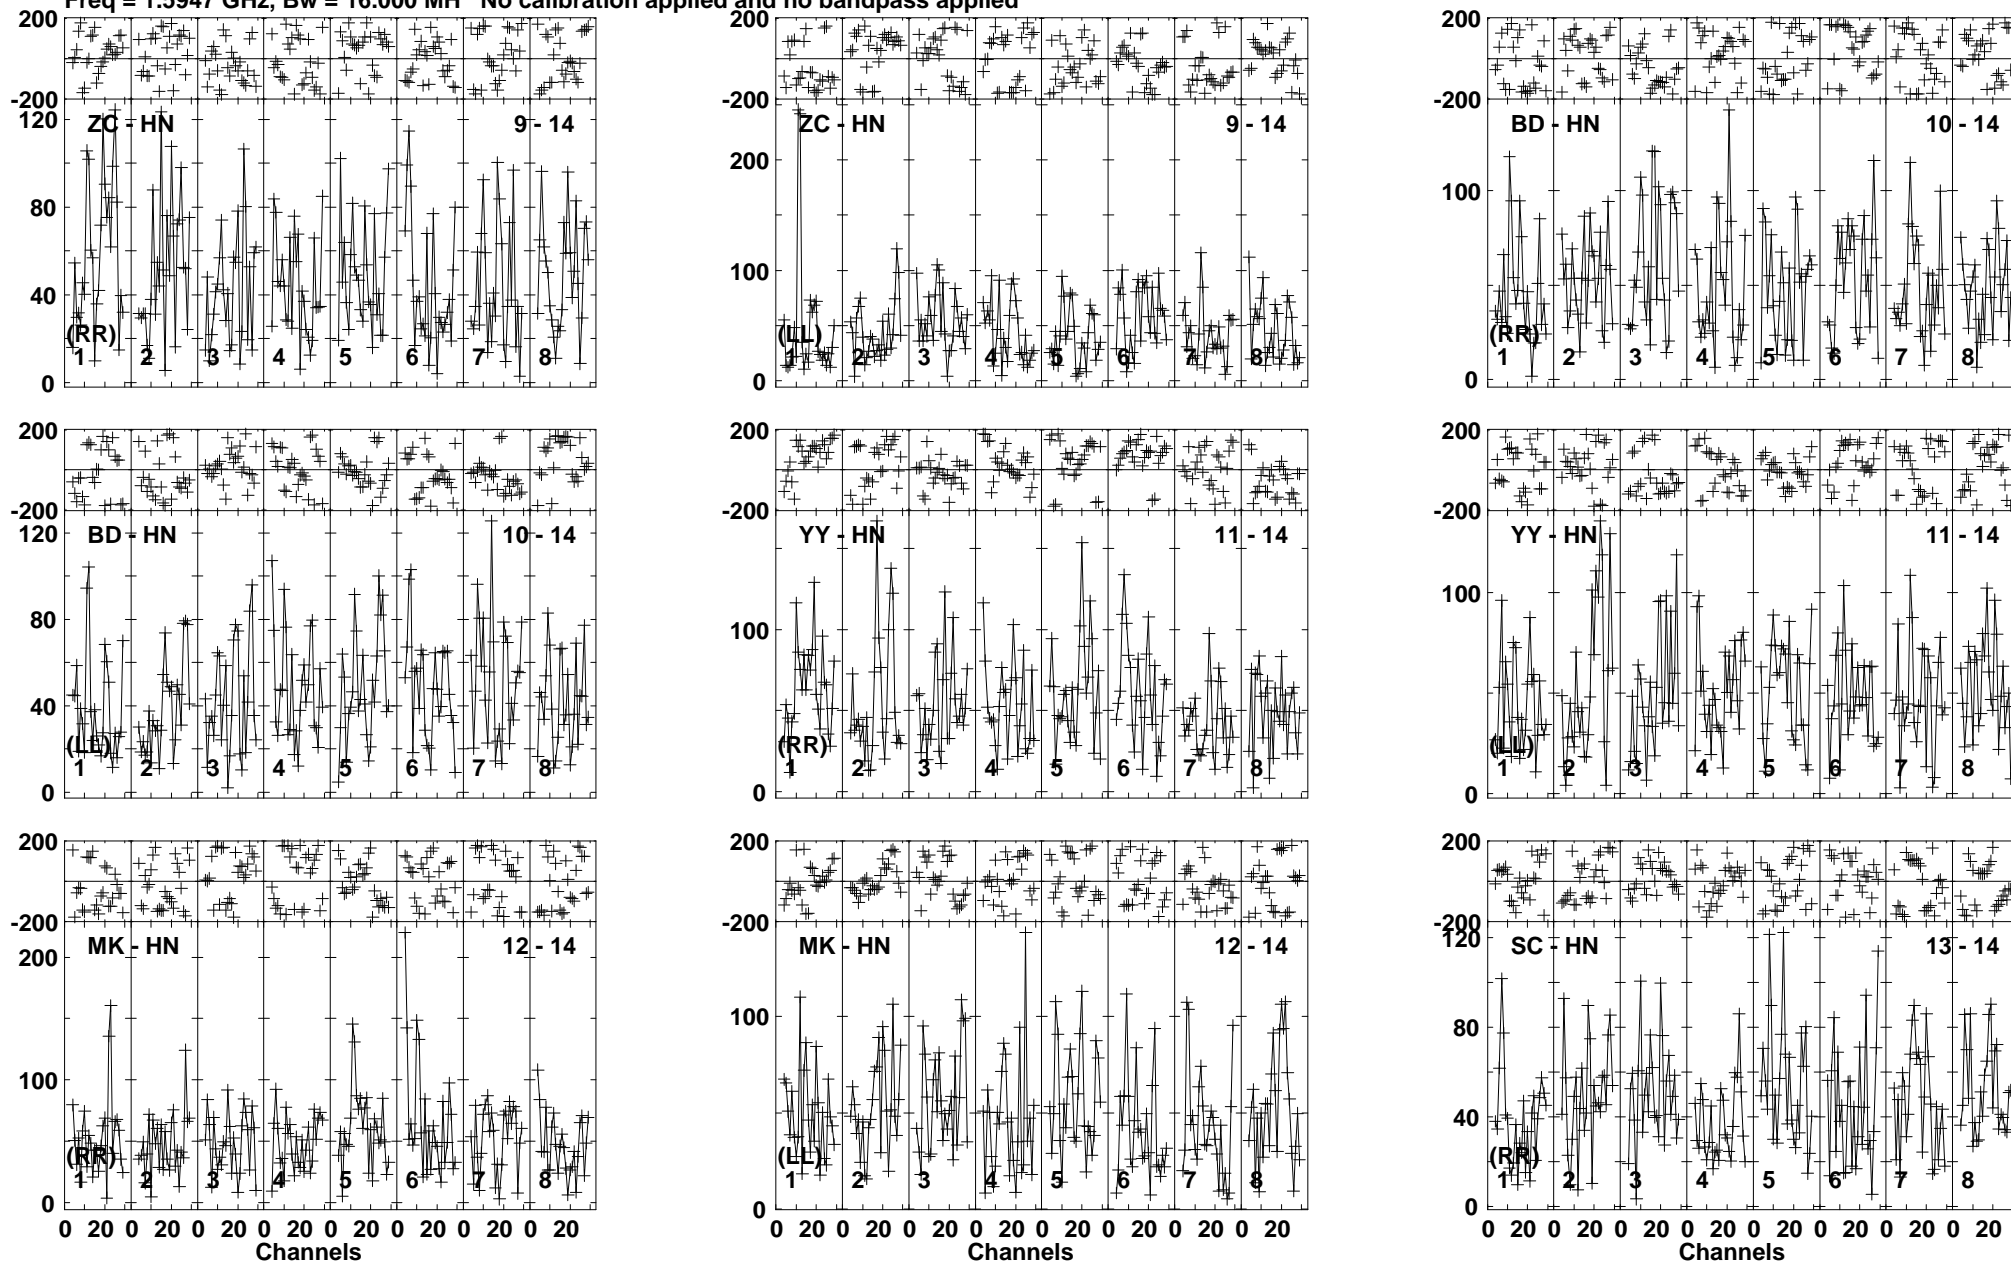 Freq = 1.5947 GHz, Bw = 16.000 MH No calibration applied and no bandpass applied
200 200 200
-200 -200 -200
ZC - HN 9 - 14 ZC - HN 9 - 14 BD - HN 10 - 14
120
200
80
100 100
40
(RR) (LL) (RR)
1 2 3 4 5 6 7 8 1 2 3 4 5 6 7 8 1 2 3 4 5 6 7 8
0 0 0
200 200 200
-200 -200 -200
BD - HN 10 - 14 YY - HN 11 - 14 YY - HN 11 - 14
120
80 100 100
40
(LL) (RR) (LL)
1 2 3 4 5 6 7 8 1 2 3 4 5 6 7 8 1 2 3 4 5 6 7 8
0 0 0
200 200 200
-200 -200 -200
MK - HN 12 - 14 MK - HN 12 - 14 SC - HN 13 - 14
200 120
100 80
100 40
(RR) (LL) (RR)
1 2 3 4 5 6 7 8 1 2 3 4 5 6 7 8 1 2 3 4 5 6 7 8
0 0 0
0 20 0 20 0 20 0 20 0 20 0 20 0 20 0 20 0 20 0 20 0 20 0 20 0 20 0 20 0 20 0 20 0 20 0 20 0 20 0 20 0 20 0 20 0 20 0 20
Channels Channels Channels